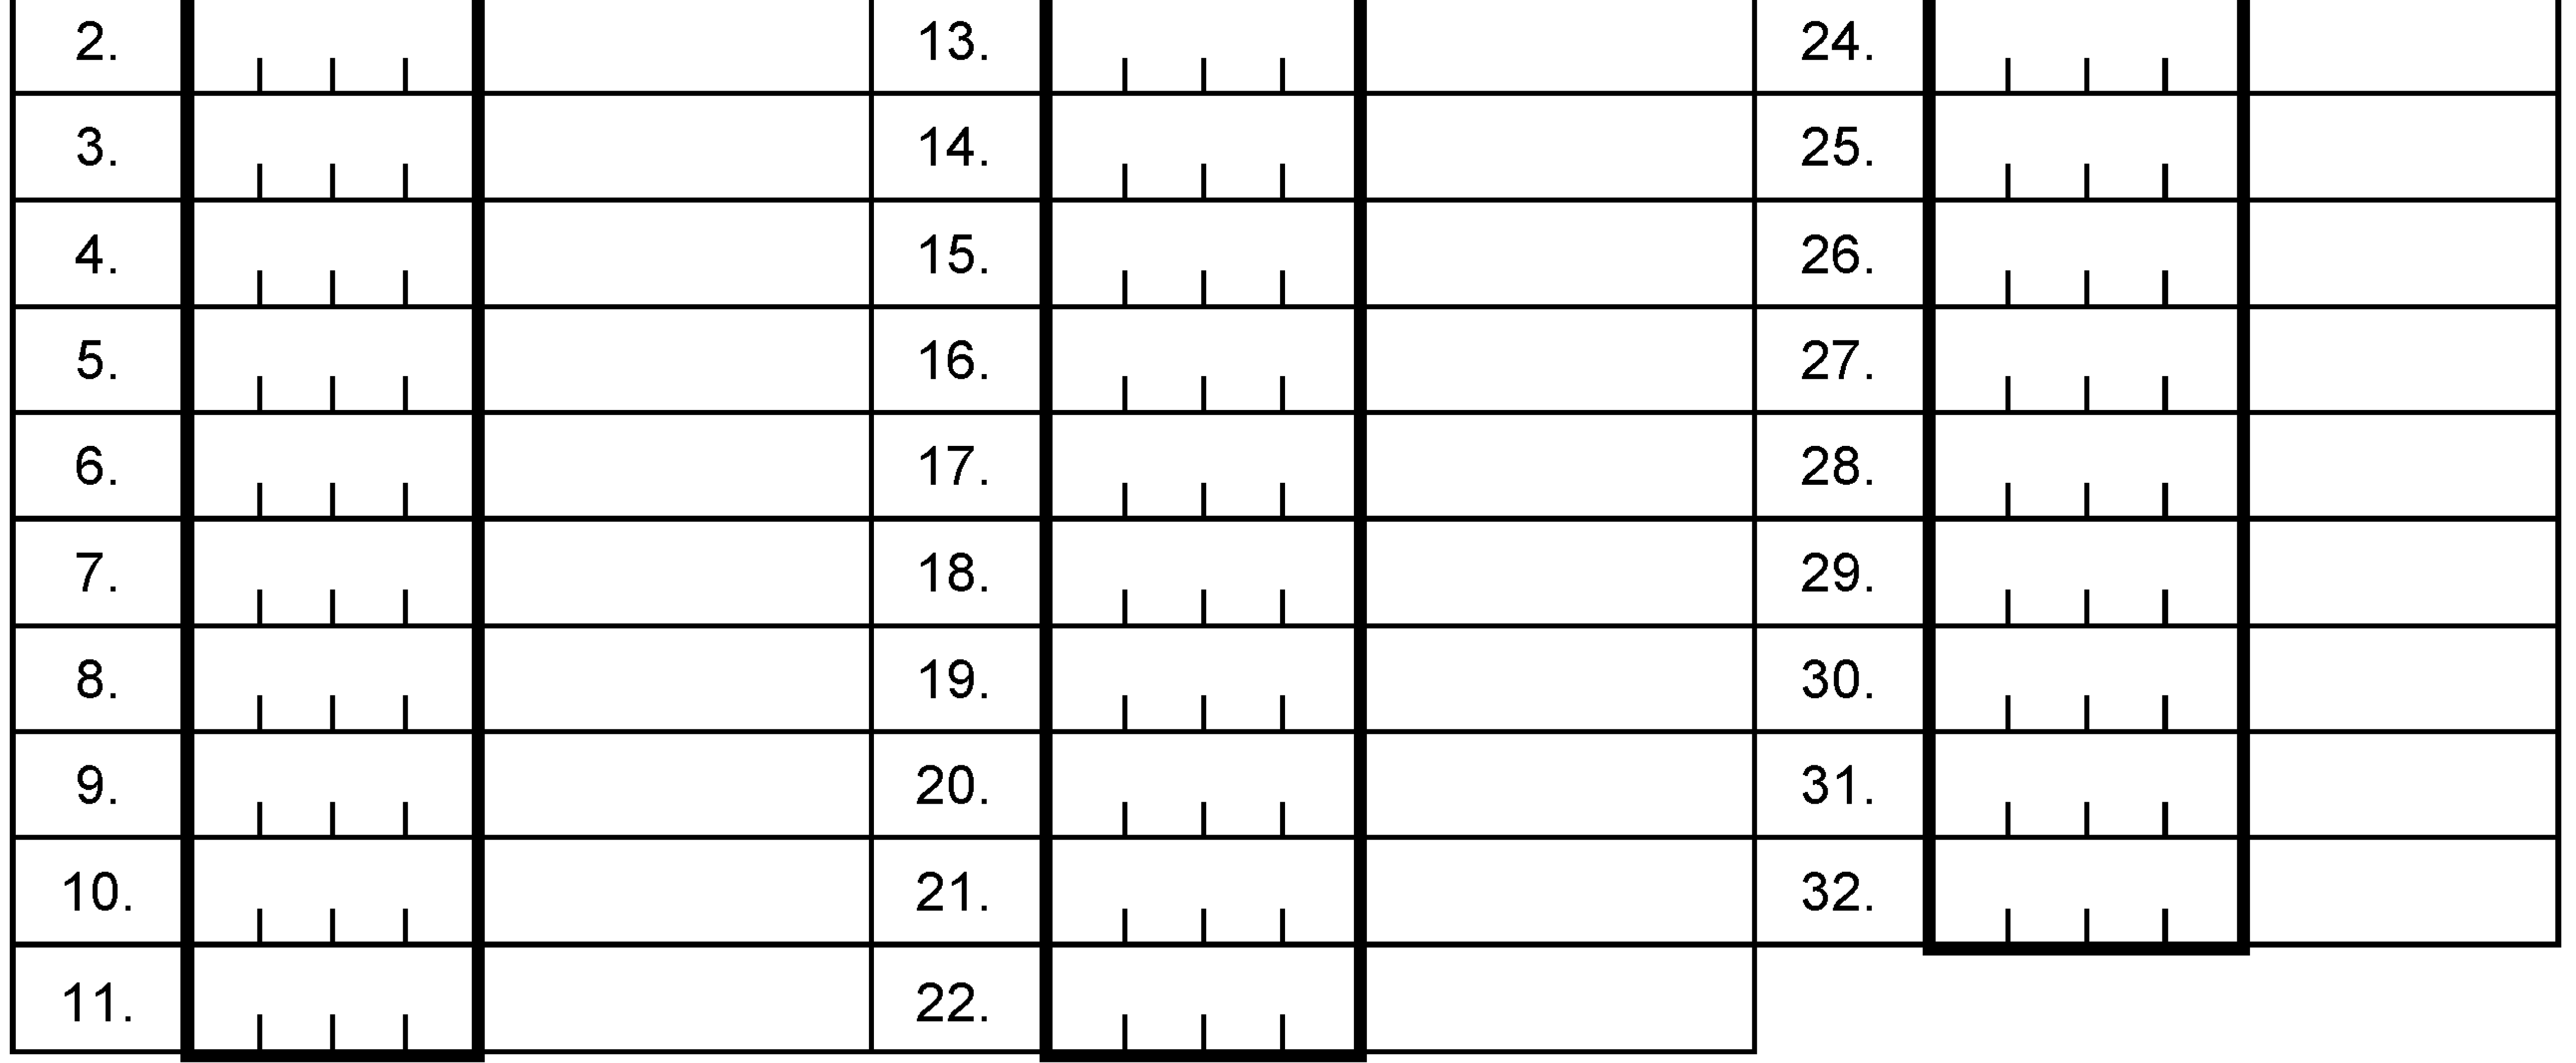 2. 13. 24.
3. 14. 25.
4. 15. 26.
5. 16. 27.
6. 17. 28.
7. 18. 29.
8. 19. 30.
9. 20. 31.
10. 21. 32.
11. 22.